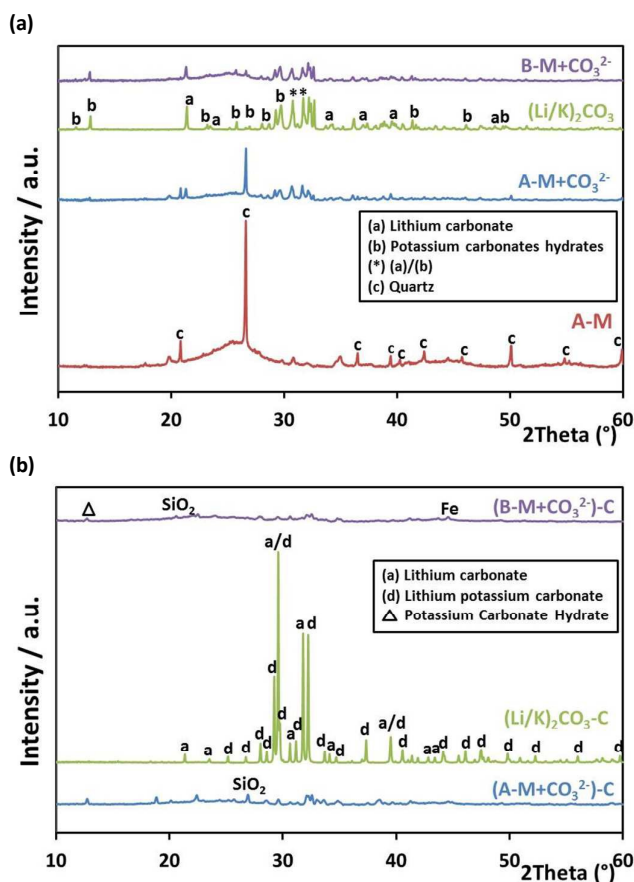 (a)
B-M+CO₃²⁻
b b a b a b b b b * * a a a b b ab (Li/K)₂CO₃
A-M+CO₃²⁻
(a) Lithium carbonate
(b) Potassium carbonates hydrates
(*) (a)/(b)
(c) Quartz
c
A-M
c c c c c c c c c
Intensity / a.u.
10 20 30 40 50 60
2Theta (°)
(b)
Δ SiO₂ Fe (B-M+CO₃²⁻)-C
a/d
(a) Lithium carbonate
(d) Lithium potassium carbonate
Δ Potassium Carbonate Hydrate
a d
d
(Li/K)₂CO₃-C
a a d d d d d a d d a d d a/d d a a d d d d d d d
SiO₂ (A-M+CO₃²⁻)-C
Intensity / a.u.
10 20 30 40 50 60
2Theta (°)